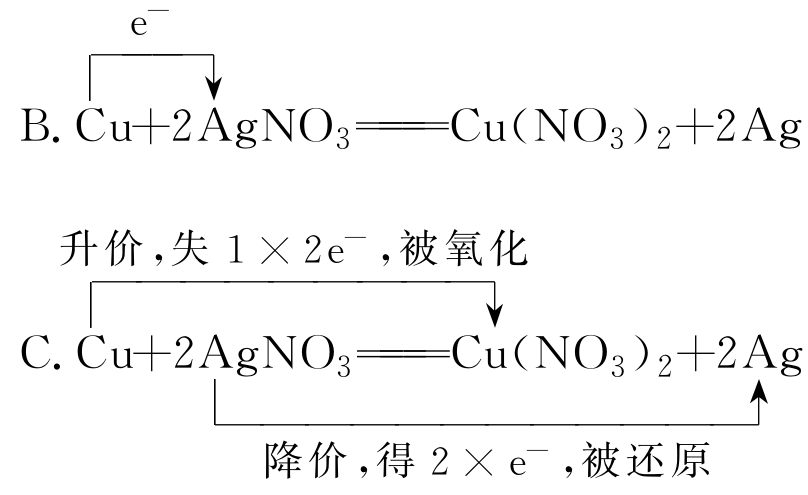 e⁻
B. Cu+2AgNO₃══Cu(NO₃)₂+2Ag
升价,失 1×2e⁻,被氧化
C. Cu+2AgNO₃══Cu(NO₃)₂+2Ag
降价,得 2×e⁻,被还原